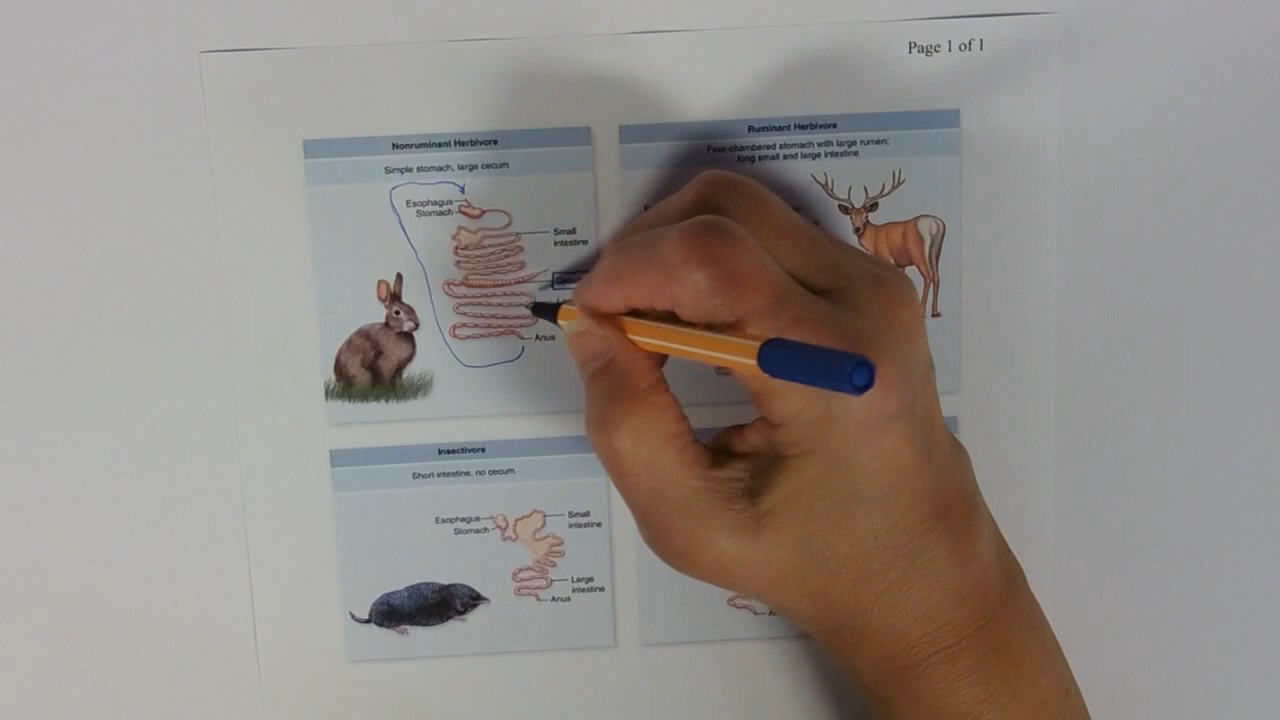 Page 1 of 1
Nonruminant Herbivore
Simple stomach, large cecum
Esophagus
Stomach
Small
intestine
Anus
Ruminant Herbivore
Four-chambered stomach with large rumen;
long small and large intestine
Insectivore
Short intestine, no cecum
Esophagus
Stomach
Small
intestine
Large
intestine
Anus